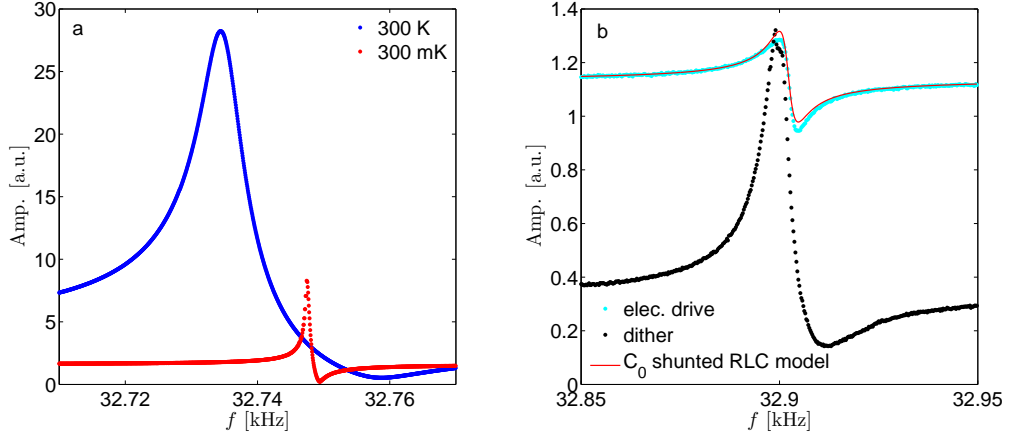 a
300 K
300 mK
30
25
20
15
10
5
0
Amp. [a.u.]
32.72
32.74
32.76
f [kHz]
b
1.4
1.2
1
0.8
0.6
0.4
0.2
0
Amp. [a.u.]
elec. drive
dither
C₀ shunted RLC model
32.85
32.9
32.95
f [kHz]